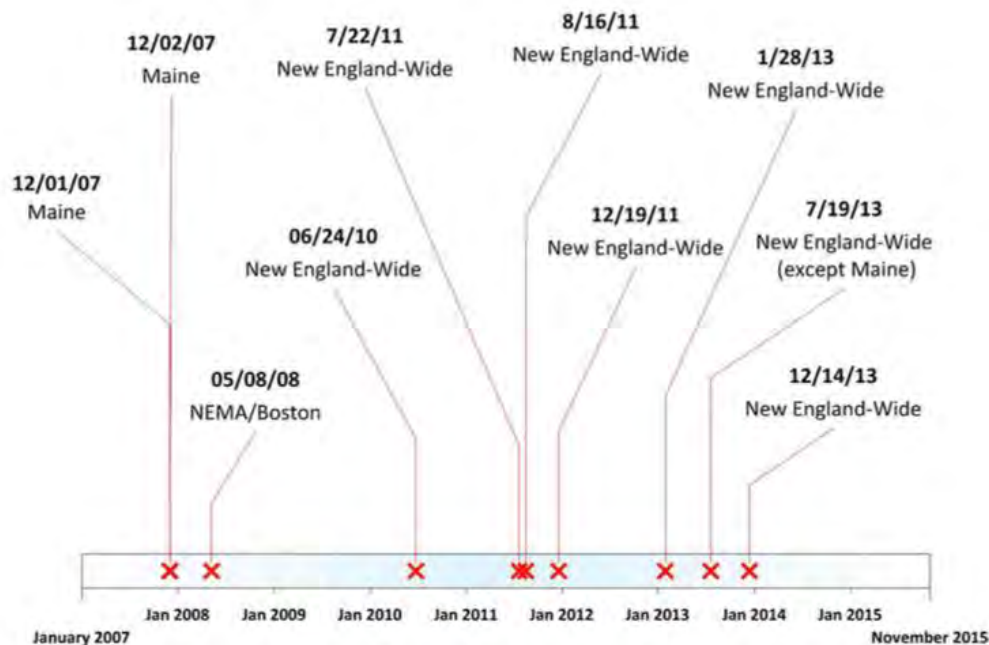 12/02/07
Maine
7/22/11
New England-Wide
8/16/11
New England-Wide
1/28/13
New England-Wide
12/01/07
Maine
06/24/10
New England-Wide
12/19/11
New England-Wide
7/19/13
New England-Wide
(except Maine)
05/08/08
NEMA/Boston
12/14/13
New England-Wide
Jan 2008 Jan 2009 Jan 2010 Jan 2011 Jan 2012 Jan 2013 Jan 2014 Jan 2015
January 2007 November 2015